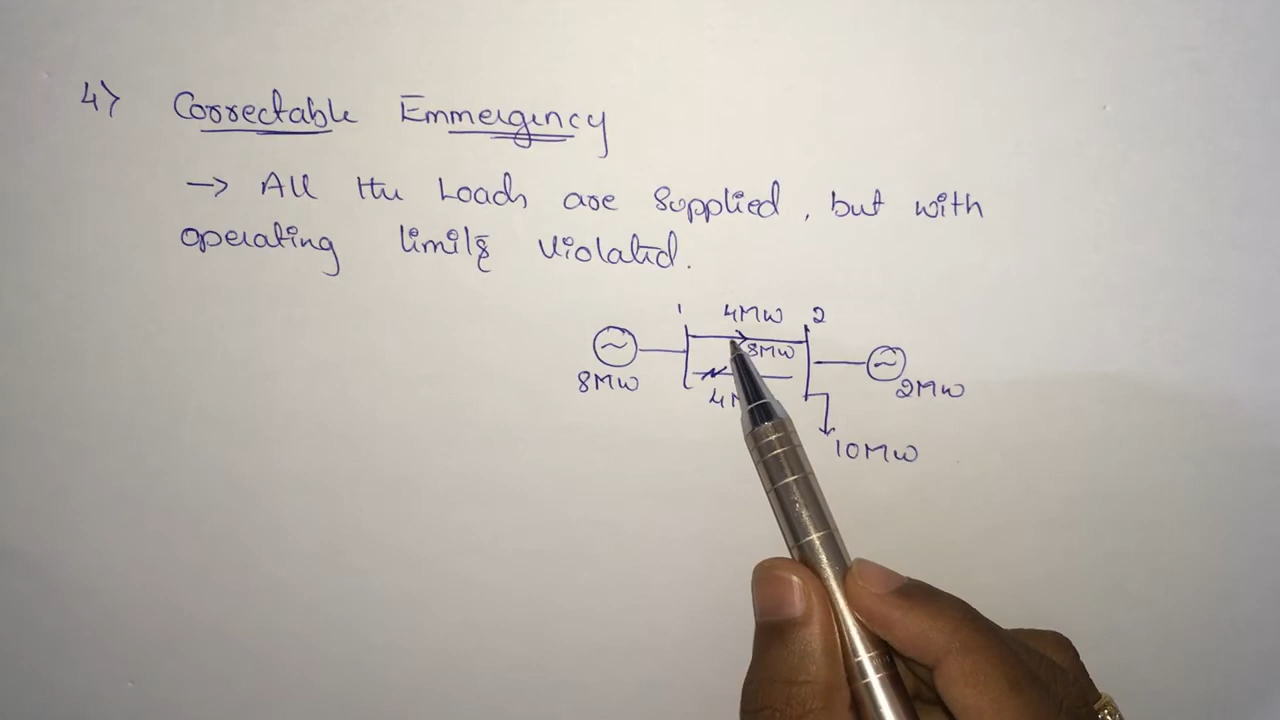 4) Correctable Emmergency
→ All the Loads are supplied, but with
operating limits violated.
1 4MW 2
8MW
8MW
4M
2MW
10MW